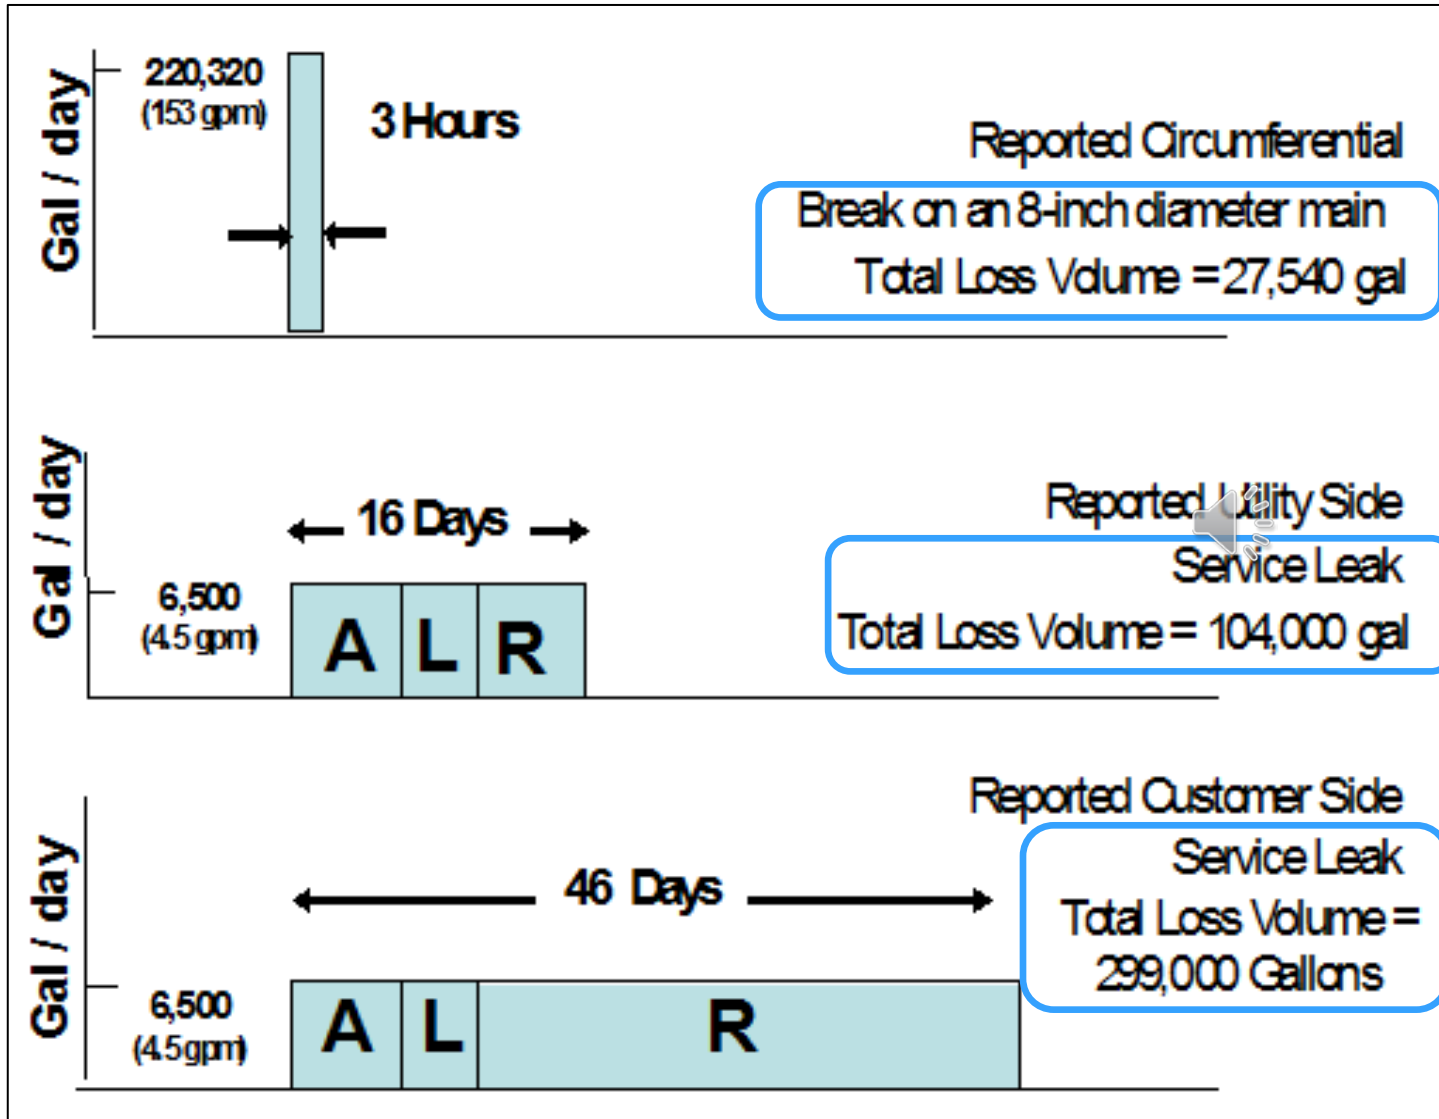 Gal / day
220,320
(153 gpm)
3 Hours
Reported Circumferential
Break on an 8-inch diameter main
Total Loss Volume = 27,540 gal
Gal / day
16 Days
6,500
(4.5 gpm)
A L R
Reported Utility Side
Service Leak
Total Loss Volume = 104,000 gal
Gal / day
46 Days
6,500
(4.5 gpm)
A L R
Reported Customer Side
Service Leak
Total Loss Volume =
299,000 Gallons